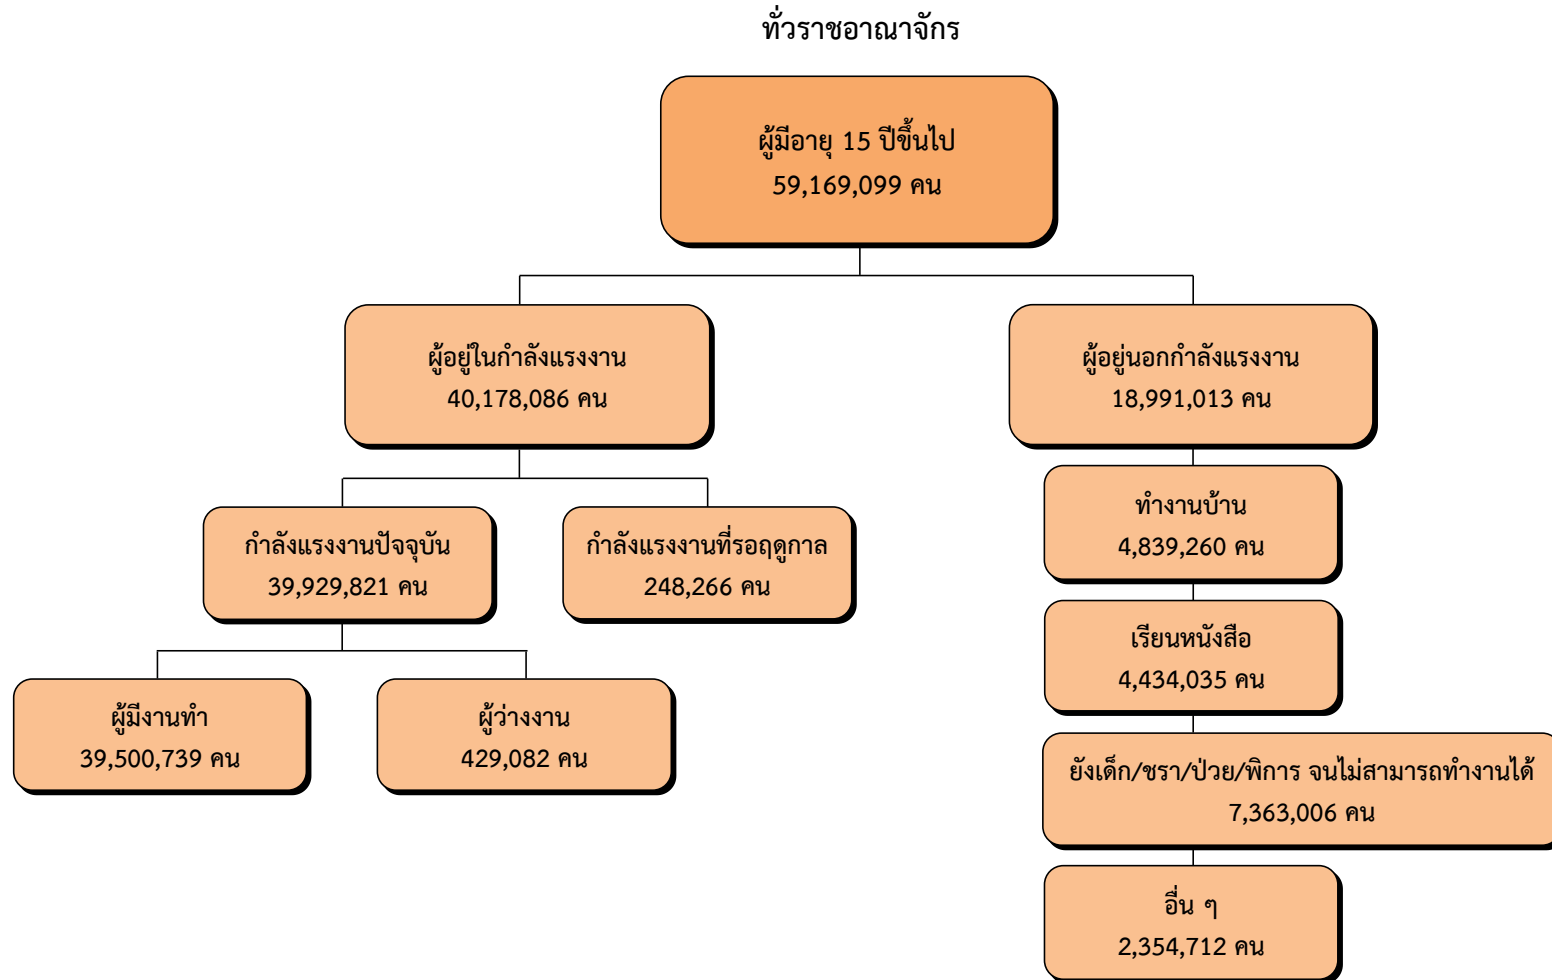 ทั่วราชอาณาจักร
ผู้มีอายุ 15 ปีขึ้นไป
59,169,099 คน
ผู้อยู่ในกำลังแรงงาน
40,178,086 คน
ผู้อยู่นอกกำลังแรงงาน
18,991,013 คน
กำลังแรงงานปัจจุบัน
39,929,821 คน
กำลังแรงงานที่รอฤดูกาล
248,266 คน
ผู้มีงานทำ
39,500,739 คน
ผู้ว่างงาน
429,082 คน
ทำงานบ้าน
4,839,260 คน
เรียนหนังสือ
4,434,035 คน
ยังเด็ก/ชรา/ป่วย/พิการ จนไม่สามารถทำงานได้
7,363,006 คน
อื่น ๆ
2,354,712 คน